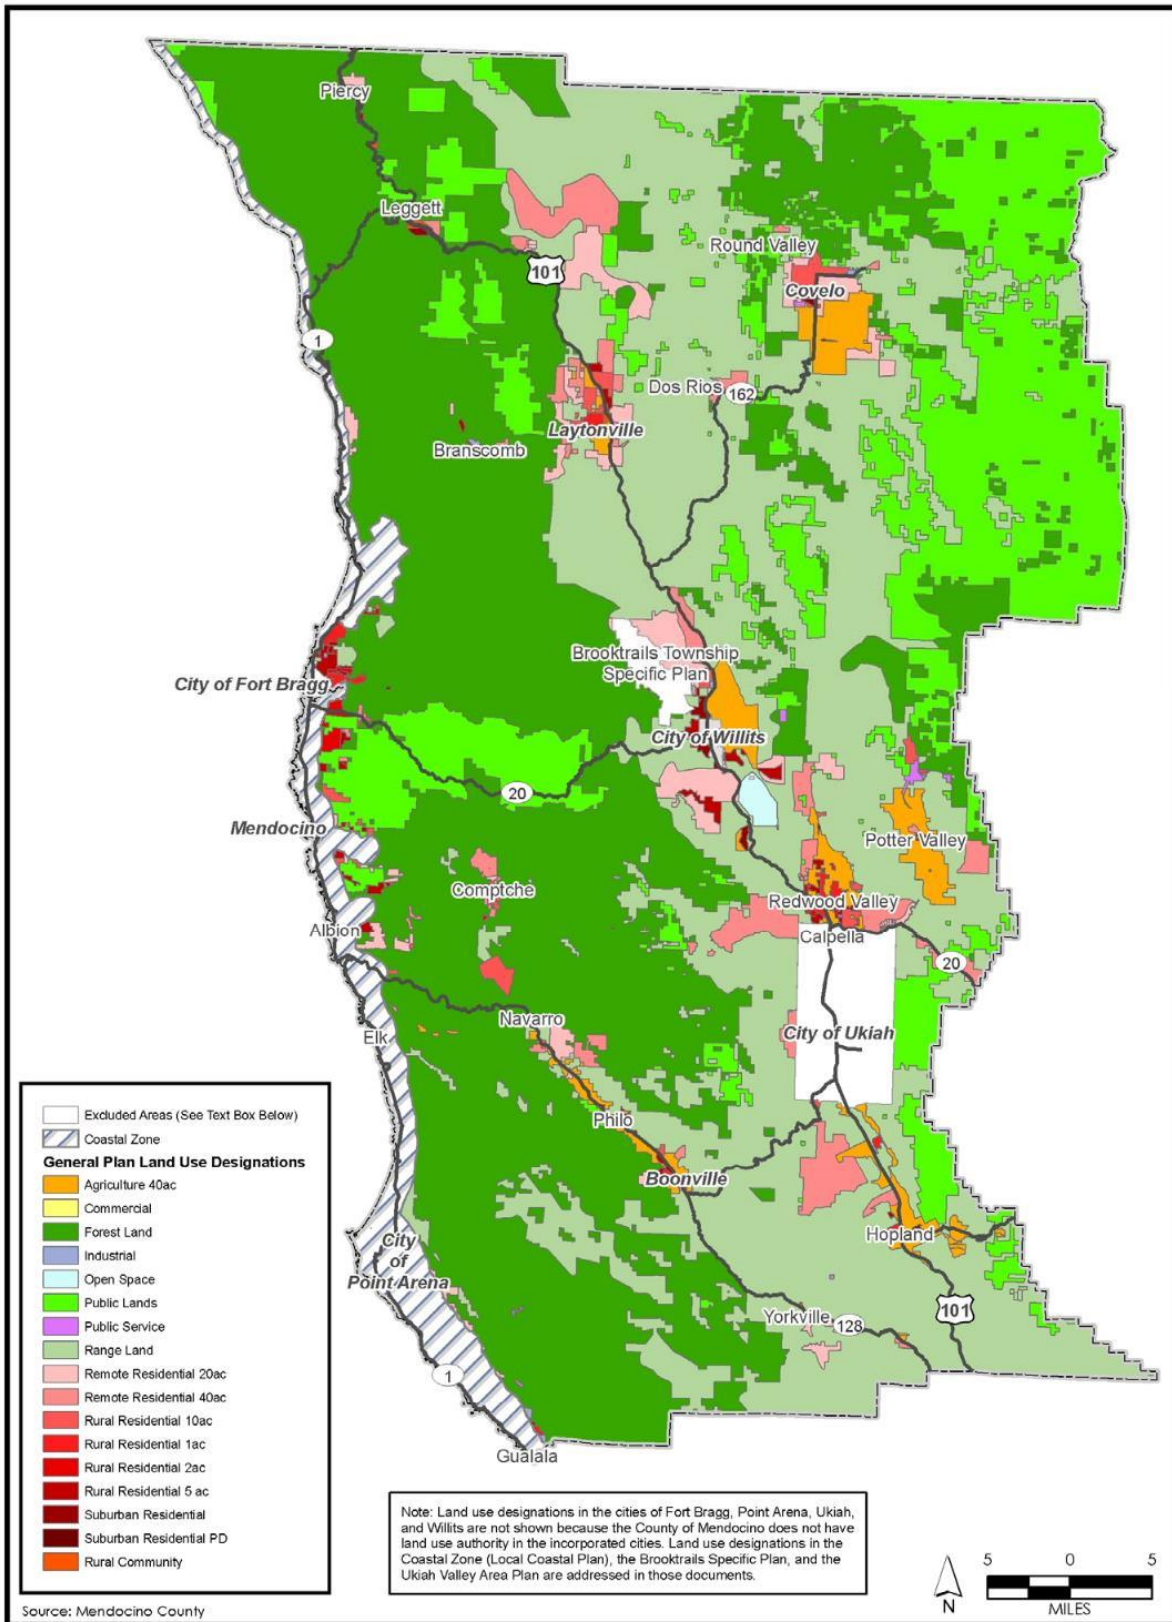 Piercy
Leggett
101
Round Valley
Covelo
1
Dos Rios
162
Laytonville
Branscomb
Brooktrails Township
Specific Plan
City of Fort Bragg
City of Willits
20
Mendocino
Potter Valley
Comptche
Redwood Valley
Albion
Calpella
20
Navarro
City of Ukiah
Elk
Philo
Boonville
Hopland
City
of
Point Arena
Yorkville
128
101
1
Gualala
Excluded Areas (See Text Box Below)
Coastal Zone
General Plan Land Use Designations
Agriculture 40ac
Commercial
Forest Land
Industrial
Open Space
Public Lands
Public Service
Range Land
Remote Residential 20ac
Remote Residential 40ac
Rural Residential 10ac
Rural Residential 1ac
Rural Residential 2ac
Rural Residential 5 ac
Suburban Residential
Suburban Residential PD
Rural Community
Note: Land use designations in the cities of Fort Bragg, Point Arena, Ukiah,
and Willits are not shown because the County of Mendocino does not have
land use authority in the incorporated cities. Land use designations in the
Coastal Zone (Local Coastal Plan), the Brooktrails Specific Plan, and the
Ukiah Valley Area Plan are addressed in those documents.
N
5 0 5
MILES
Source: Mendocino County